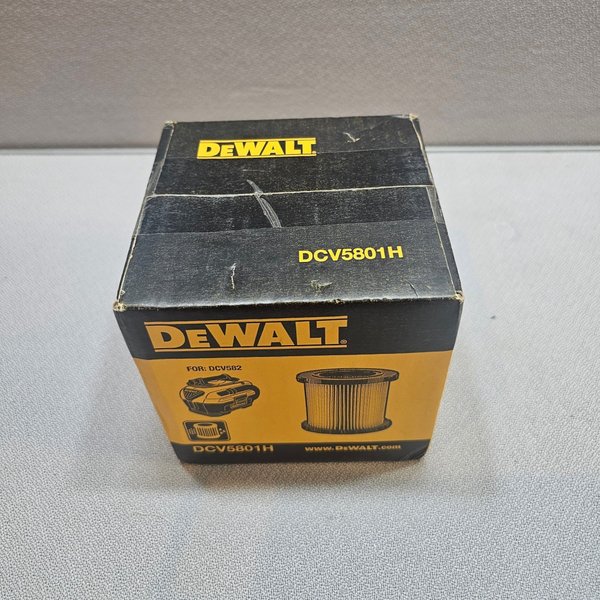 DEWALT
DCV5801H
DEWALT®
FOR: DCV582
DCV5801H
www.DEWALT.com